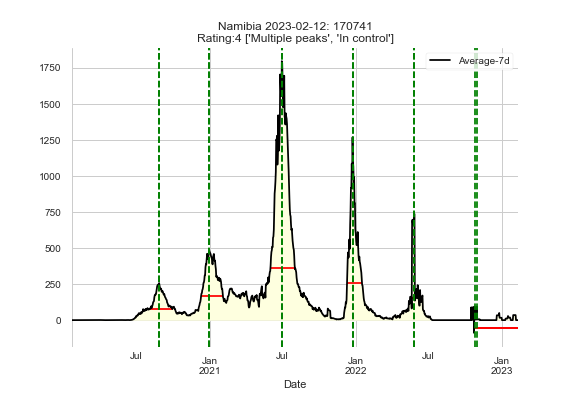 Namibia 2023-02-12: 170741
Rating:4 ['Multiple peaks', 'In control']
Average-7d
1750
1500
1250
1000
750
500
250
0
Jul
Jan
2021
Jul
Jan
2022
Jul
Jan
2023
Date